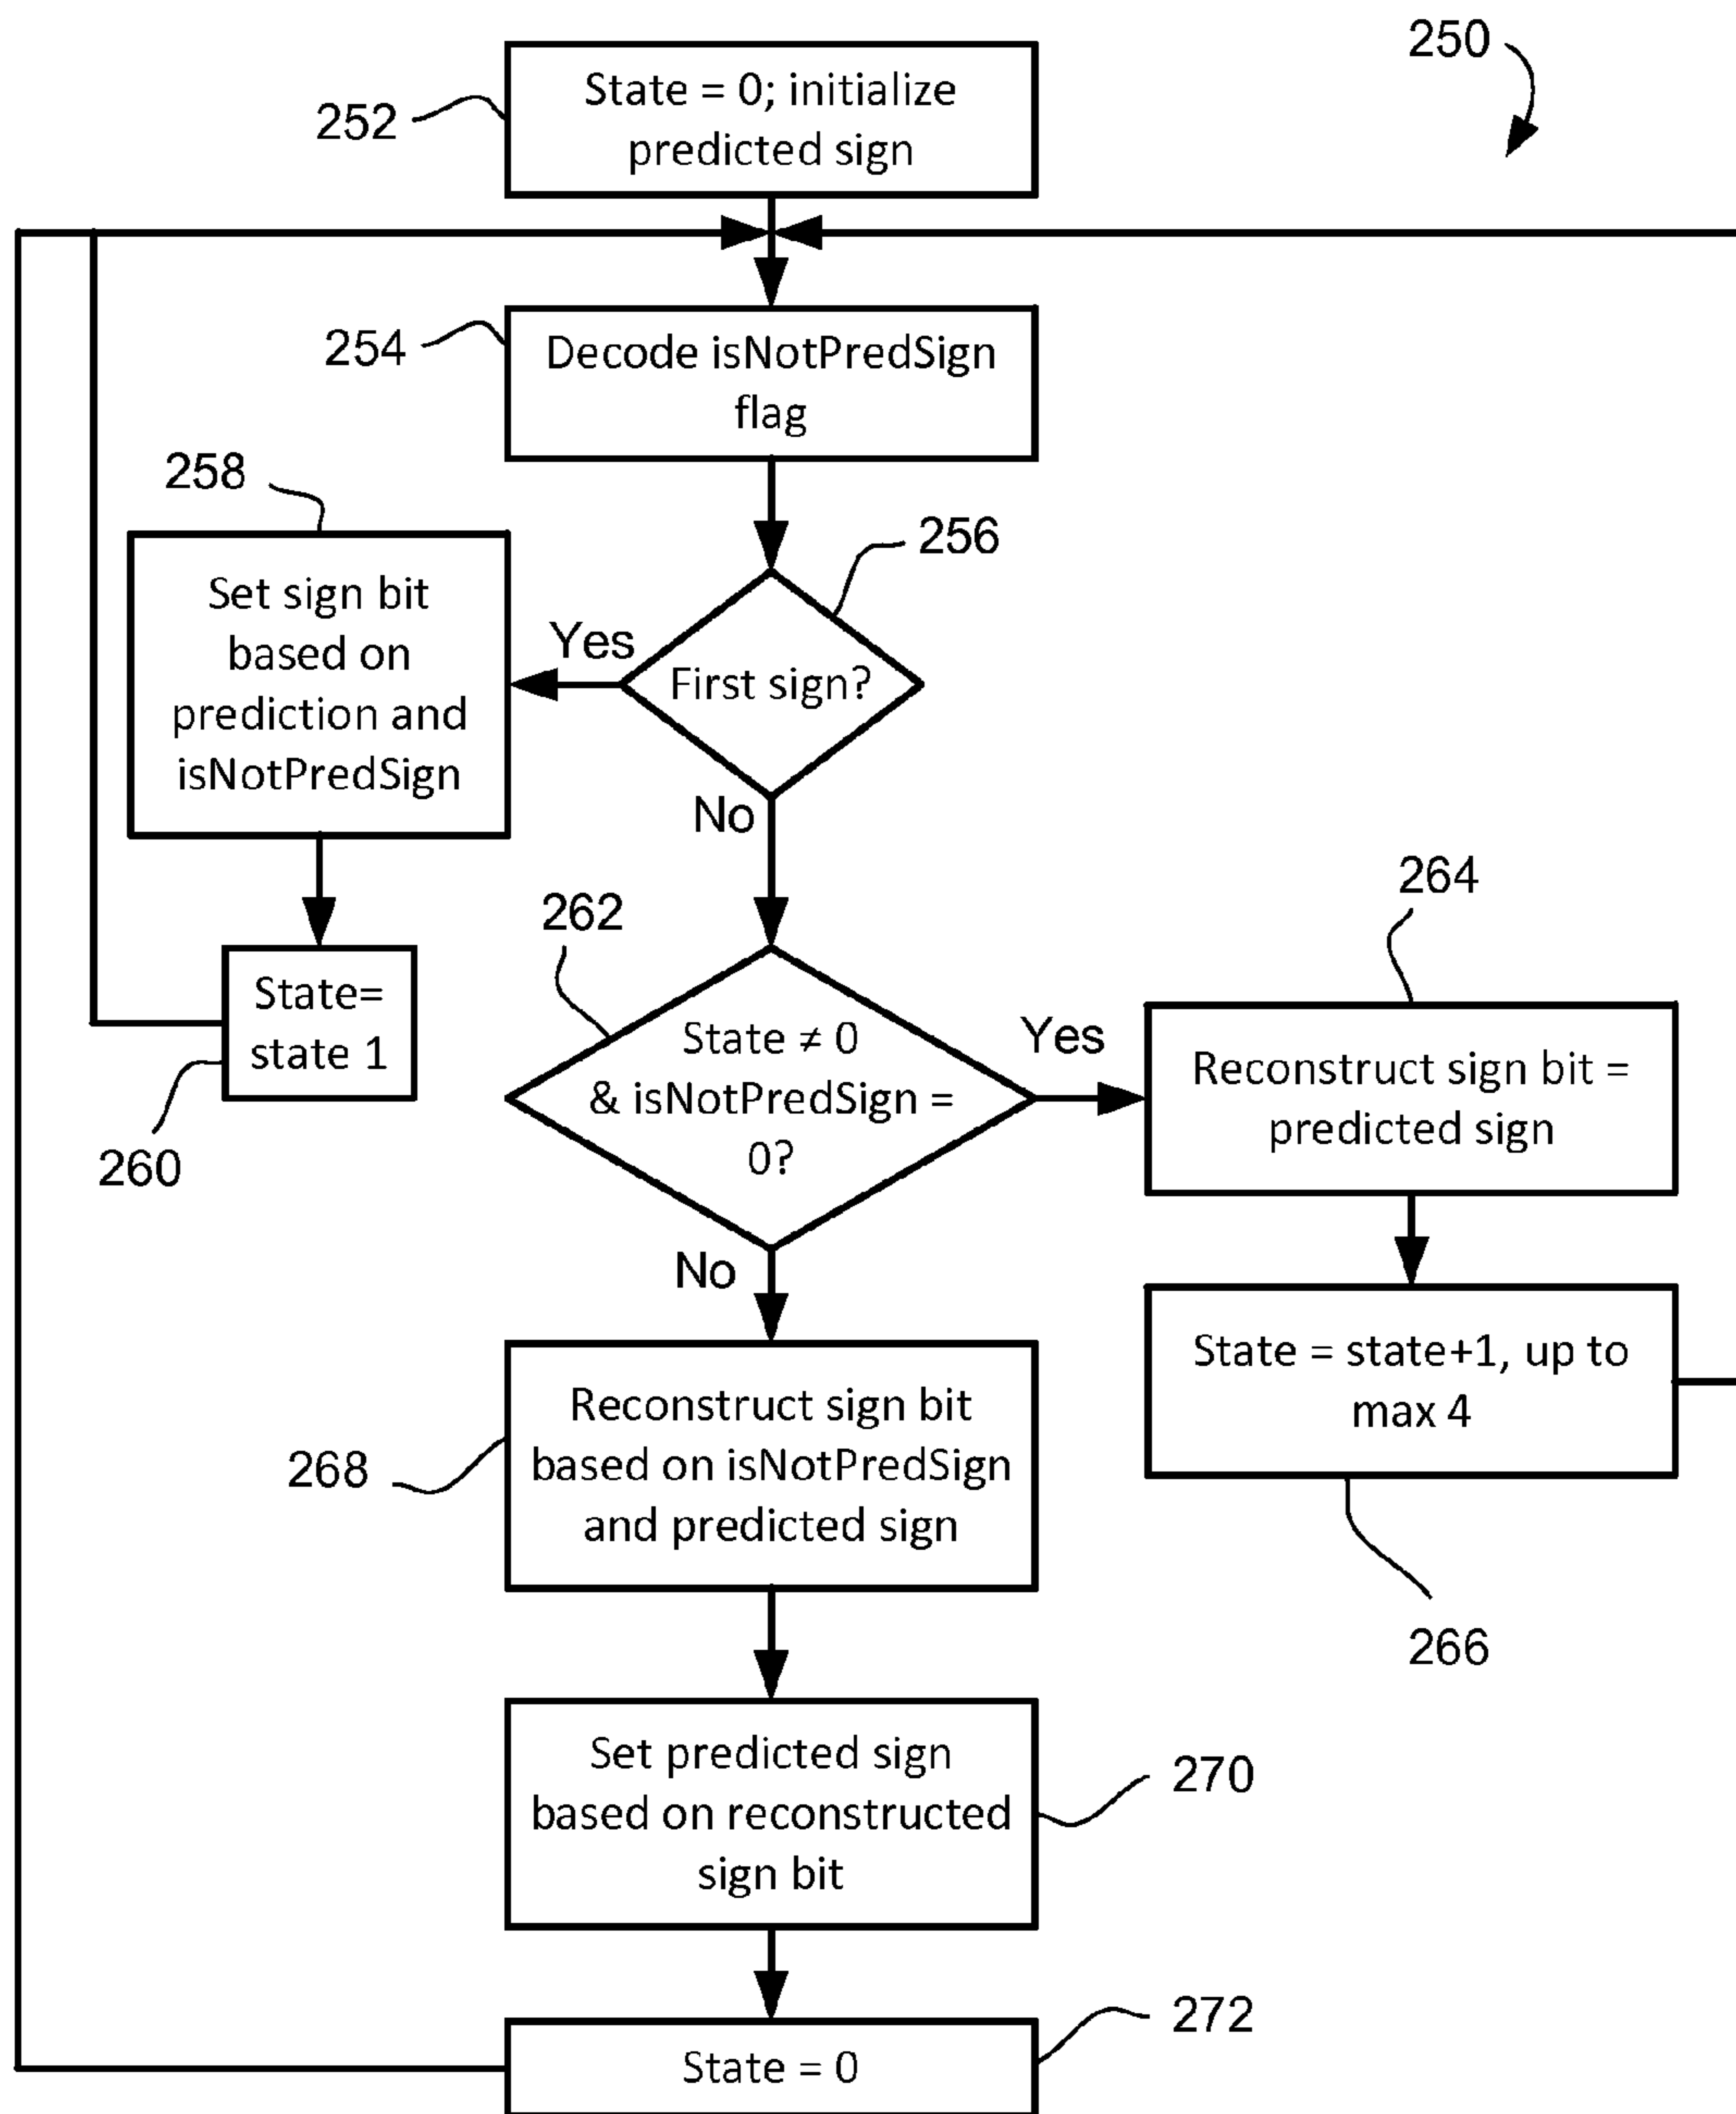 250
State = 0; initialize
predicted sign
252
254
Decode isNotPredSign
flag
258
256
Set sign bit
based on
prediction and
isNotPredSign
Yes
First sign?
No
264
262
State=
state 1
260
State ≠ 0
& isNotPredSign =
0?
Yes
Reconstruct sign bit =
predicted sign
No
State = state+1, up to
max 4
266
268
Reconstruct sign bit
based on isNotPredSign
and predicted sign
270
Set predicted sign
based on reconstructed
sign bit
272
State = 0